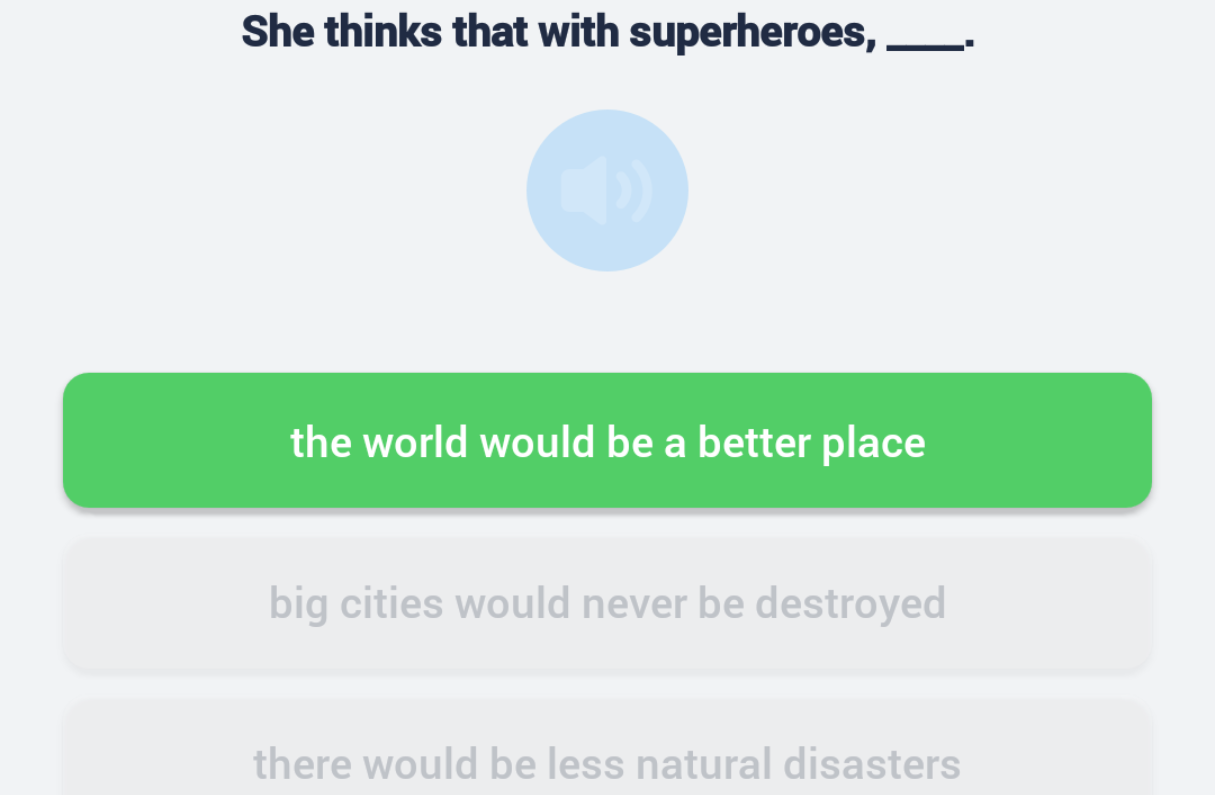 She thinks that with superheroes, ____.
the world would be a better place
big cities would never be destroyed
there would be less natural disasters